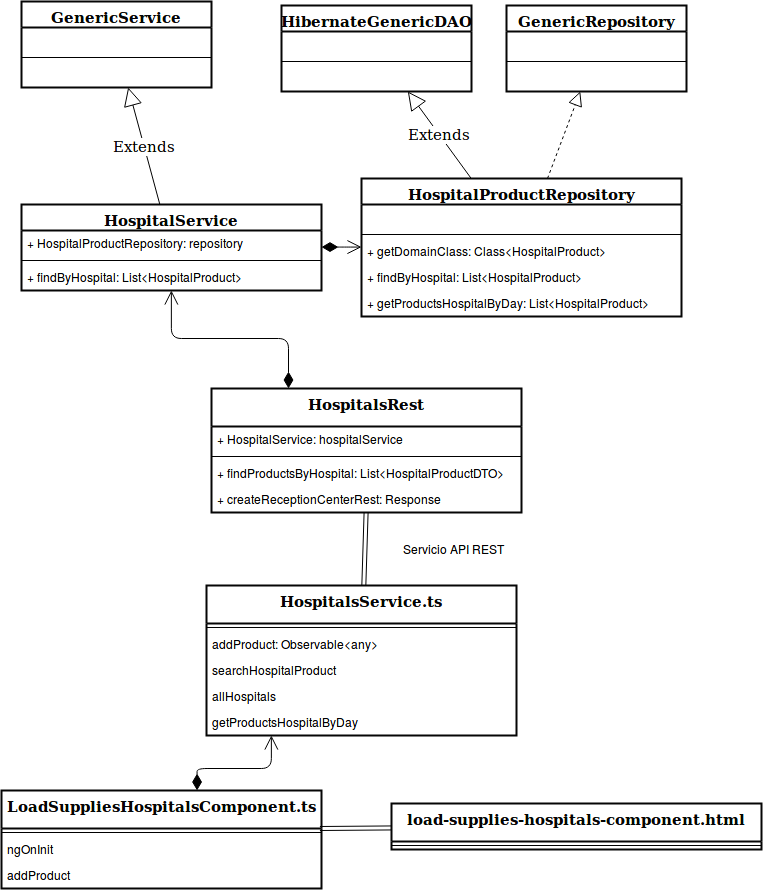 GenericService
HibernateGenericDAO
GenericRepository
Extends
Extends
HospitalService
+ HospitalProductRepository: repository
+ findByHospital: List<HospitalProduct>
HospitalProductRepository
+ getDomainClass: Class<HospitalProduct>
+ findByHospital: List<HospitalProduct>
+ getProductsHospitalByDay: List<HospitalProduct>
HospitalsRest
+ HospitalService: hospitalService
+ findProductsByHospital: List<HospitalProductDTO>
+ createReceptionCenterRest: Response
Servicio API REST
HospitalsService.ts
addProduct: Observable<any>
searchHospitalProduct
allHospitals
getProductsHospitalByDay
LoadSuppliesHospitalsComponent.ts
ngOnInit
addProduct
load-supplies-hospitals-component.html